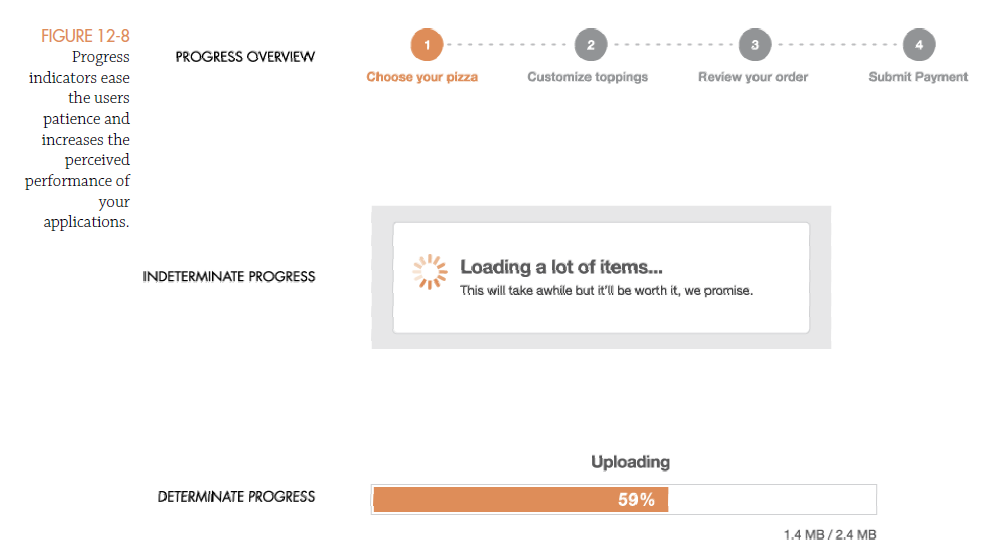 FIGURE 12-8
Progress
indicators ease
the users
patience and
increases the
perceived
performance of
your
applications.
PROGRESS OVERVIEW
1 2 3 4
Choose your pizza Customize toppings Review your order Submit Payment
INDETERMINATE PROGRESS
Loading a lot of items...
This will take awhile but it'll be worth it, we promise.
Uploading
DETERMINATE PROGRESS
59%
1.4 MB / 2.4 MB